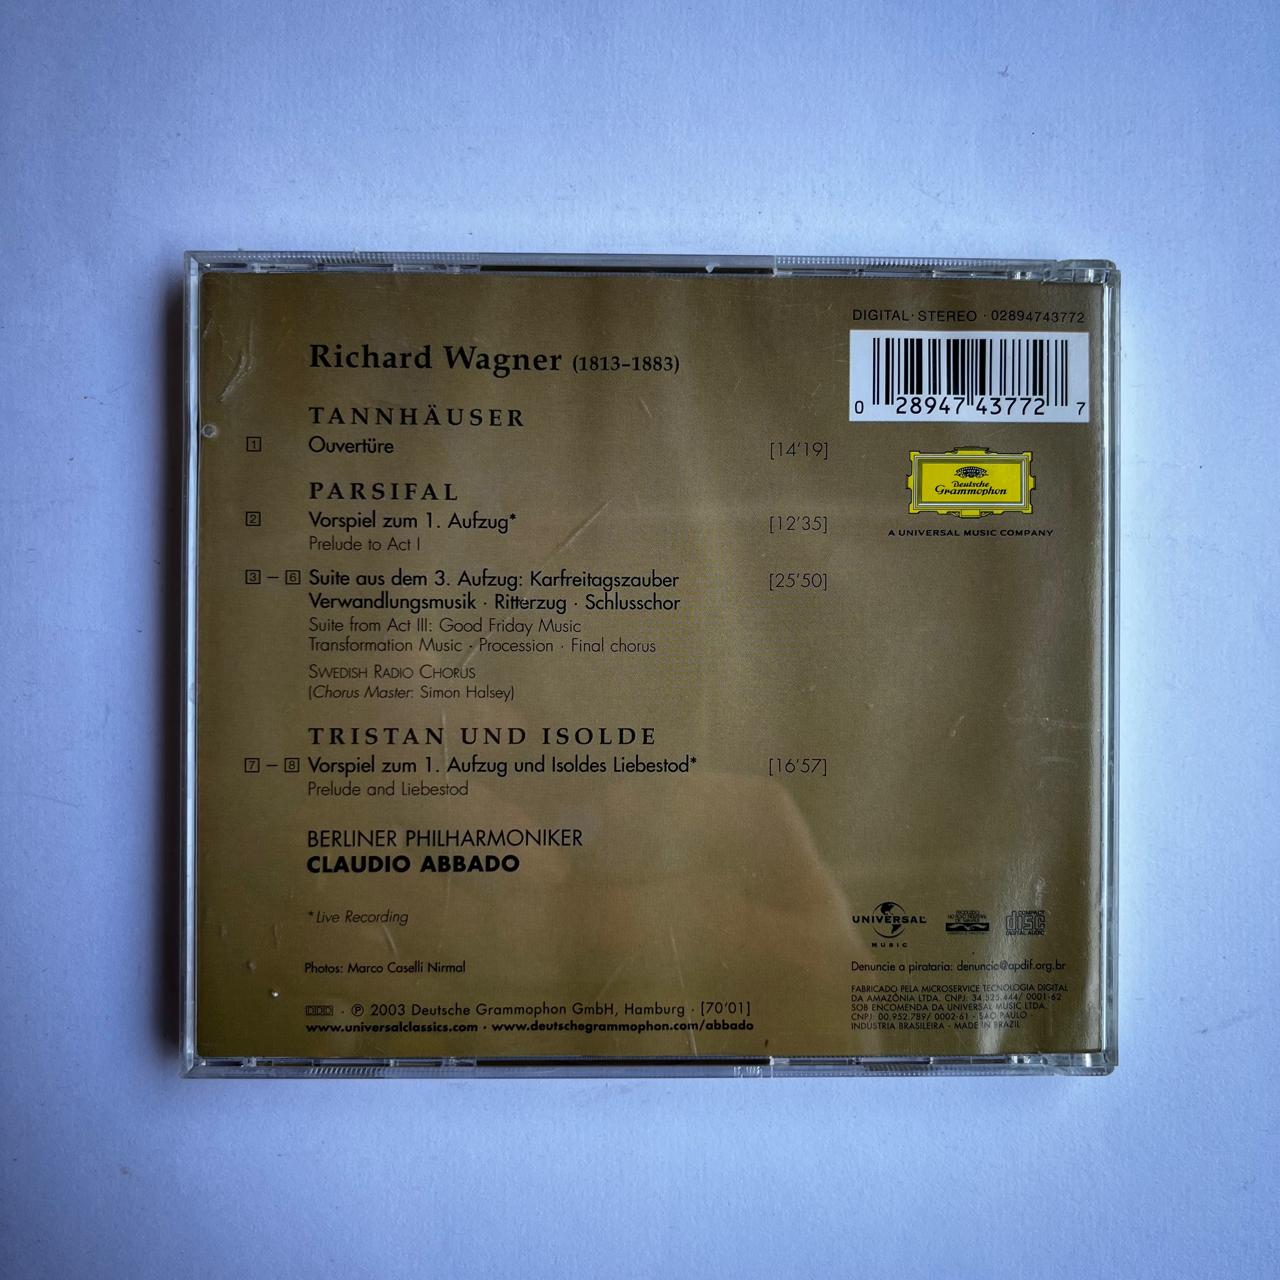 DIGITAL · STEREO · 02894743772
0 28947 43772 7
Richard Wagner (1813–1883)
TANNHÄUSER
1 Ouvertüre [14'19]
PARSIFAL
2 Vorspiel zum 1. Aufzug* [12'35]
Prelude to Act I
3 – 6 Suite aus dem 3. Aufzug: Karfreitagszauber [25'50]
Verwandlungsmusik · Ritterzug · Schlusschor
Suite from Act III: Good Friday Music
Transformation Music · Procession · Final chorus
SWEDISH RADIO CHORUS
(Chorus Master: Simon Halsey)
TRISTAN UND ISOLDE
7 – 8 Vorspiel zum 1. Aufzug und Isoldes Liebestod* [16'57]
Prelude and Liebestod
BERLINER PHILHARMONIKER
CLAUDIO ABBADO
*Live Recording
Photos: Marco Caselli Nirmal
DDD · ℗ 2003 Deutsche Grammophon GmbH, Hamburg · [70'01]
www.universalclassics.com · www.deutschegrammophon.com/abbado
Deutsche
Grammophon
A UNIVERSAL MUSIC COMPANY
UNIVERSAL
MUSIC
COMPACT
disc
DIGITAL AUDIO
Denuncie a pirataria: denuncie@apdif.org.br
FABRICADO PELA MICROSERVICE TECNOLOGIA DIGITAL
DA AMAZÔNIA LTDA. CNPJ: 34.525.444/ 0001-62
SOB ENCOMENDA DA UNIVERSAL MUSIC LTDA.
CNPJ: 00.952.789/ 0002-61 - SÃO PAULO -
INDÚSTRIA BRASILEIRA - MADE IN BRAZIL